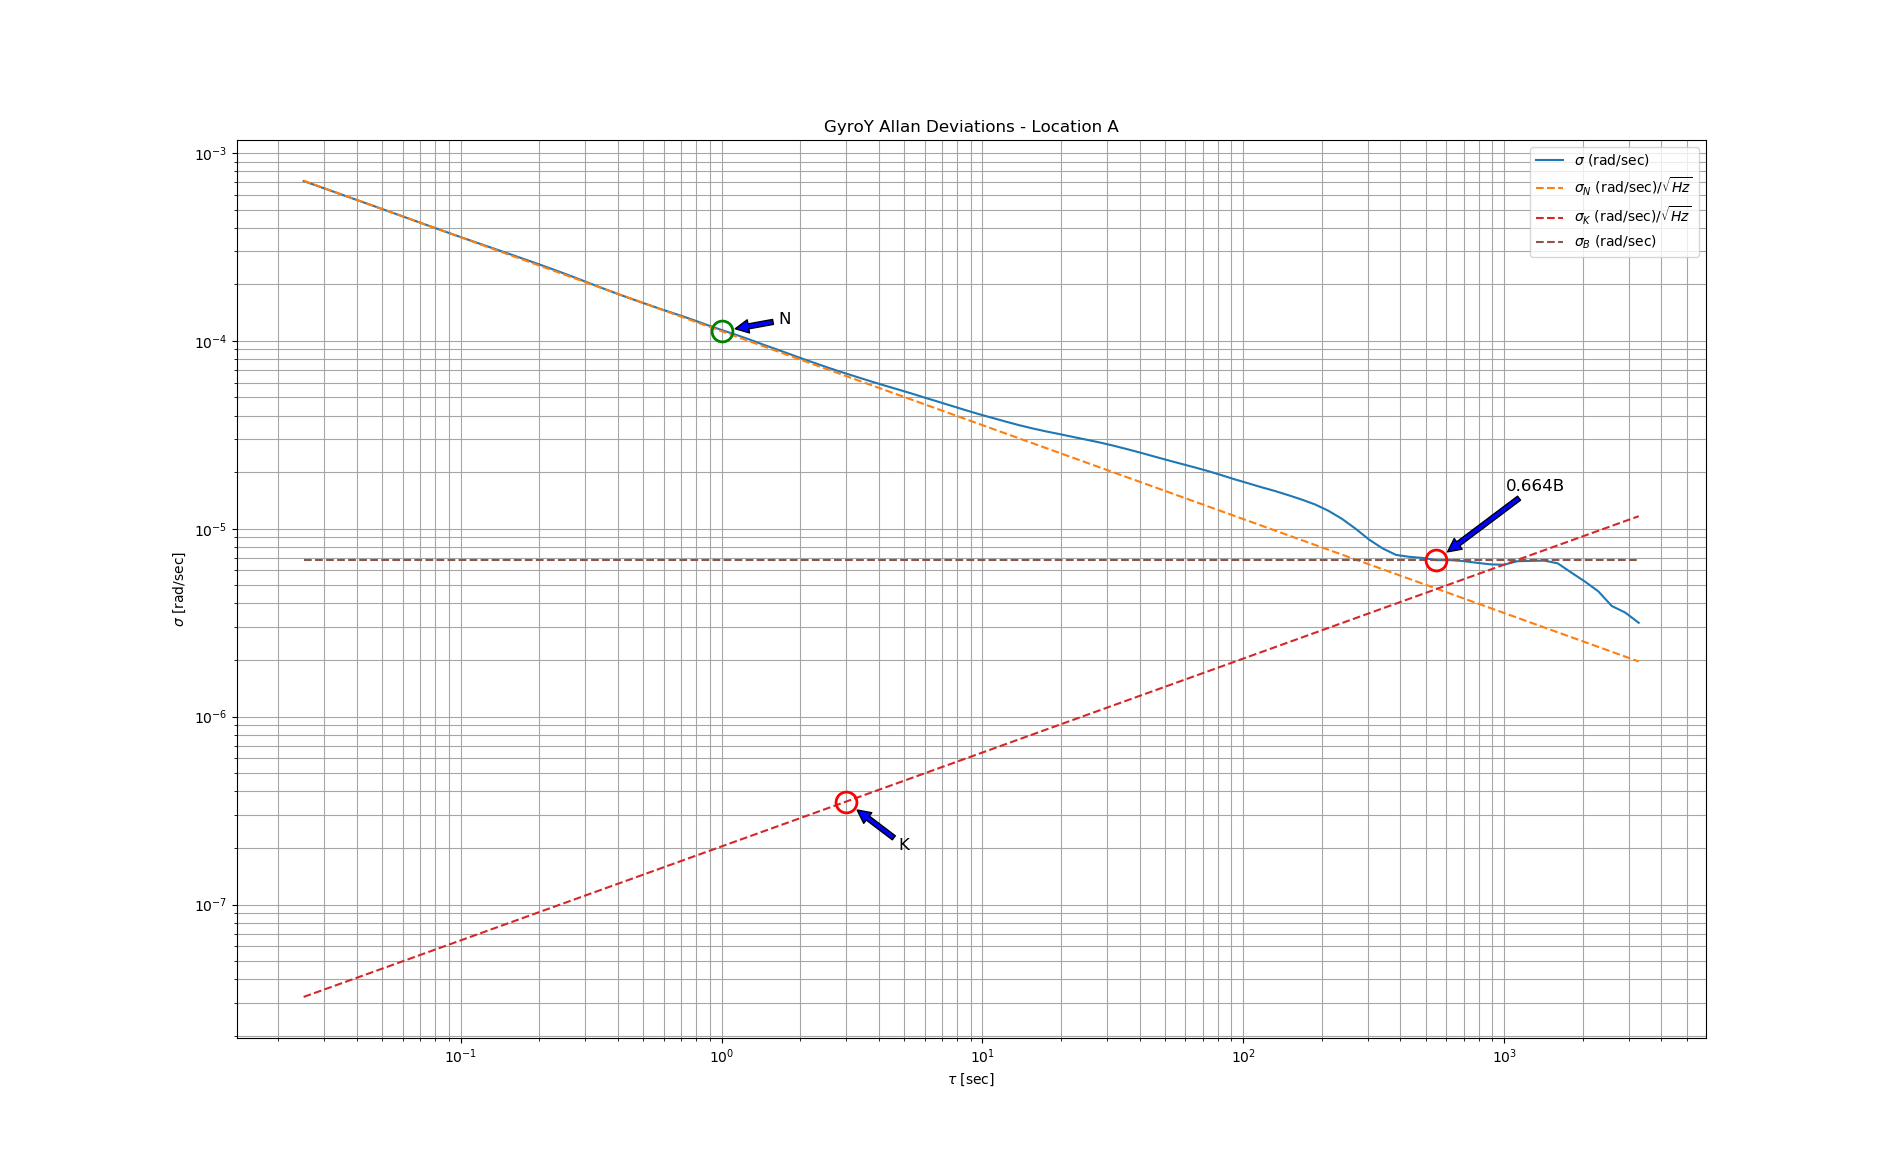 GyroY Allan Deviations - Location A
σ (rad/sec)
σ_N (rad/sec)/√Hz
σ_K (rad/sec)/√Hz
σ_B (rad/sec)
N
0.664B
K
10⁻³
10⁻⁴
10⁻⁵
10⁻⁶
10⁻⁷
σ [rad/sec]
10⁻¹ 10⁰ 10¹ 10² 10³
τ [sec]